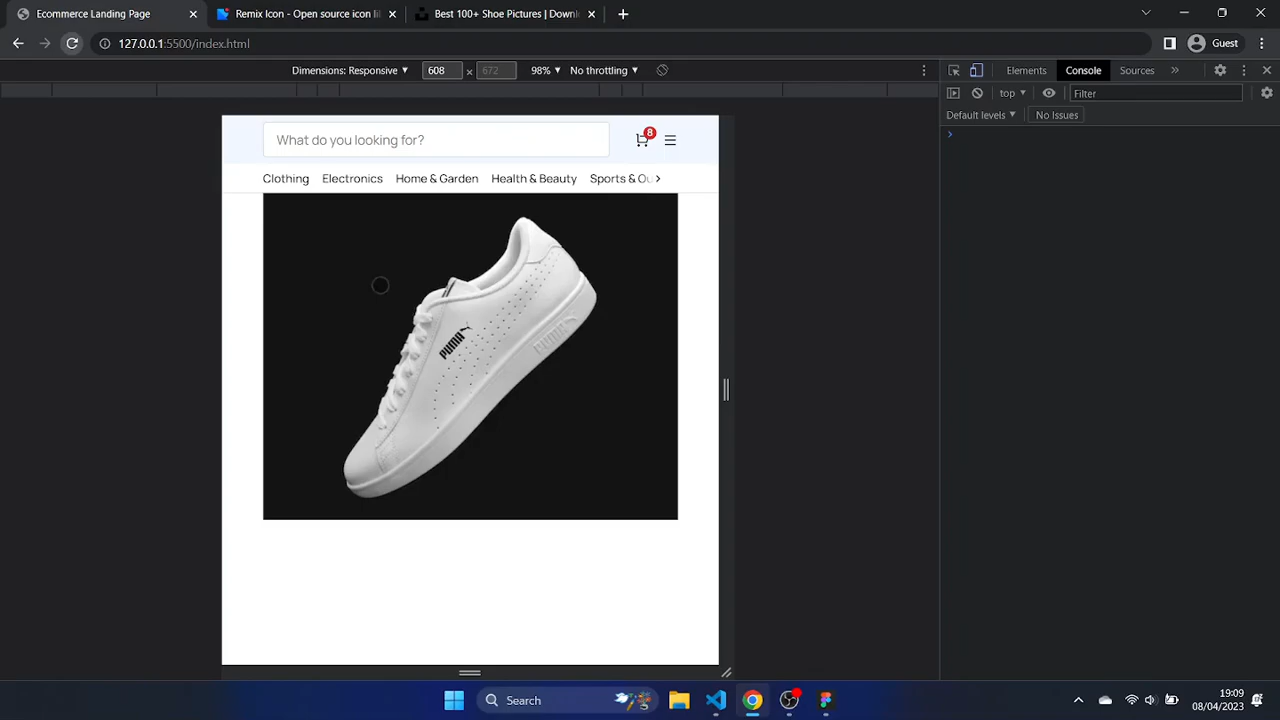 Ecommerce Landing Page
Remix Icon - Open source icon li
Best 100+ Shoe Pictures | Downl
127.0.0.1:5500/index.html
Guest
Dimensions: Responsive 608 × 672 98% No throttling
Elements Console Sources
top Filter
Default levels No Issues
What do you looking for?
8
Clothing Electronics Home & Garden Health & Beauty Sports & Ou
PUMA
PUMA
Search
19:09
08/04/2023